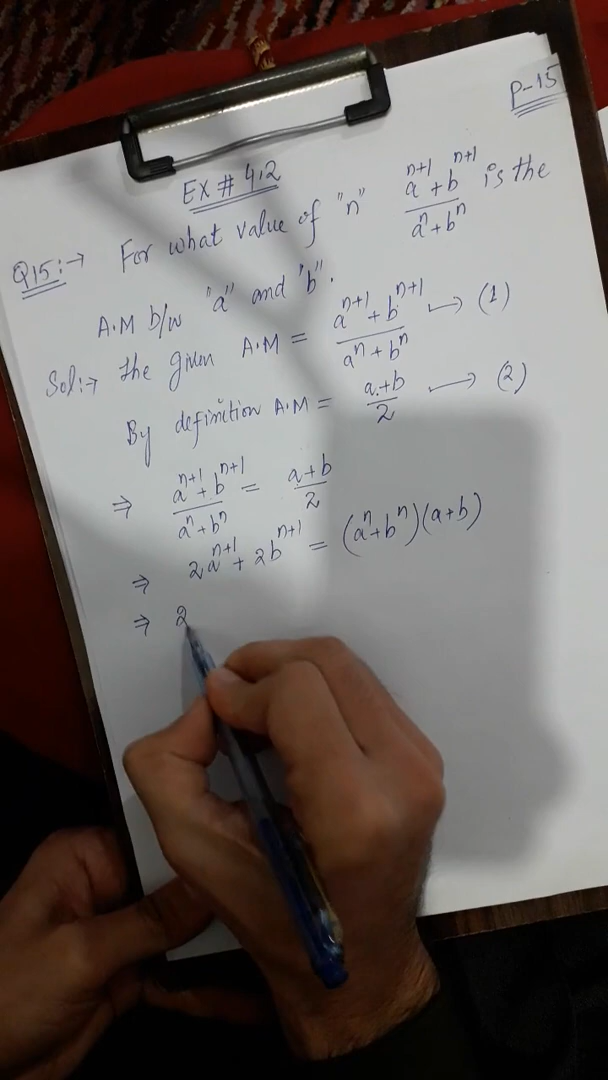 P-15
EX # 4.2
Q15:→ For what value of "n" (a^(n+1) + b^(n+1))/(a^n + b^n) is the
A.M b/w "a" and "b".
Sol:→ the given A.M = (a^(n+1) + b^(n+1))/(a^n + b^n) → (1)
By definition A.M = (a+b)/2 → (2)
⇒ (a^(n+1) + b^(n+1))/(a^n + b^n) = (a+b)/2
⇒ 2a^(n+1) + 2b^(n+1) = (a^n + b^n)(a+b)
⇒ 2